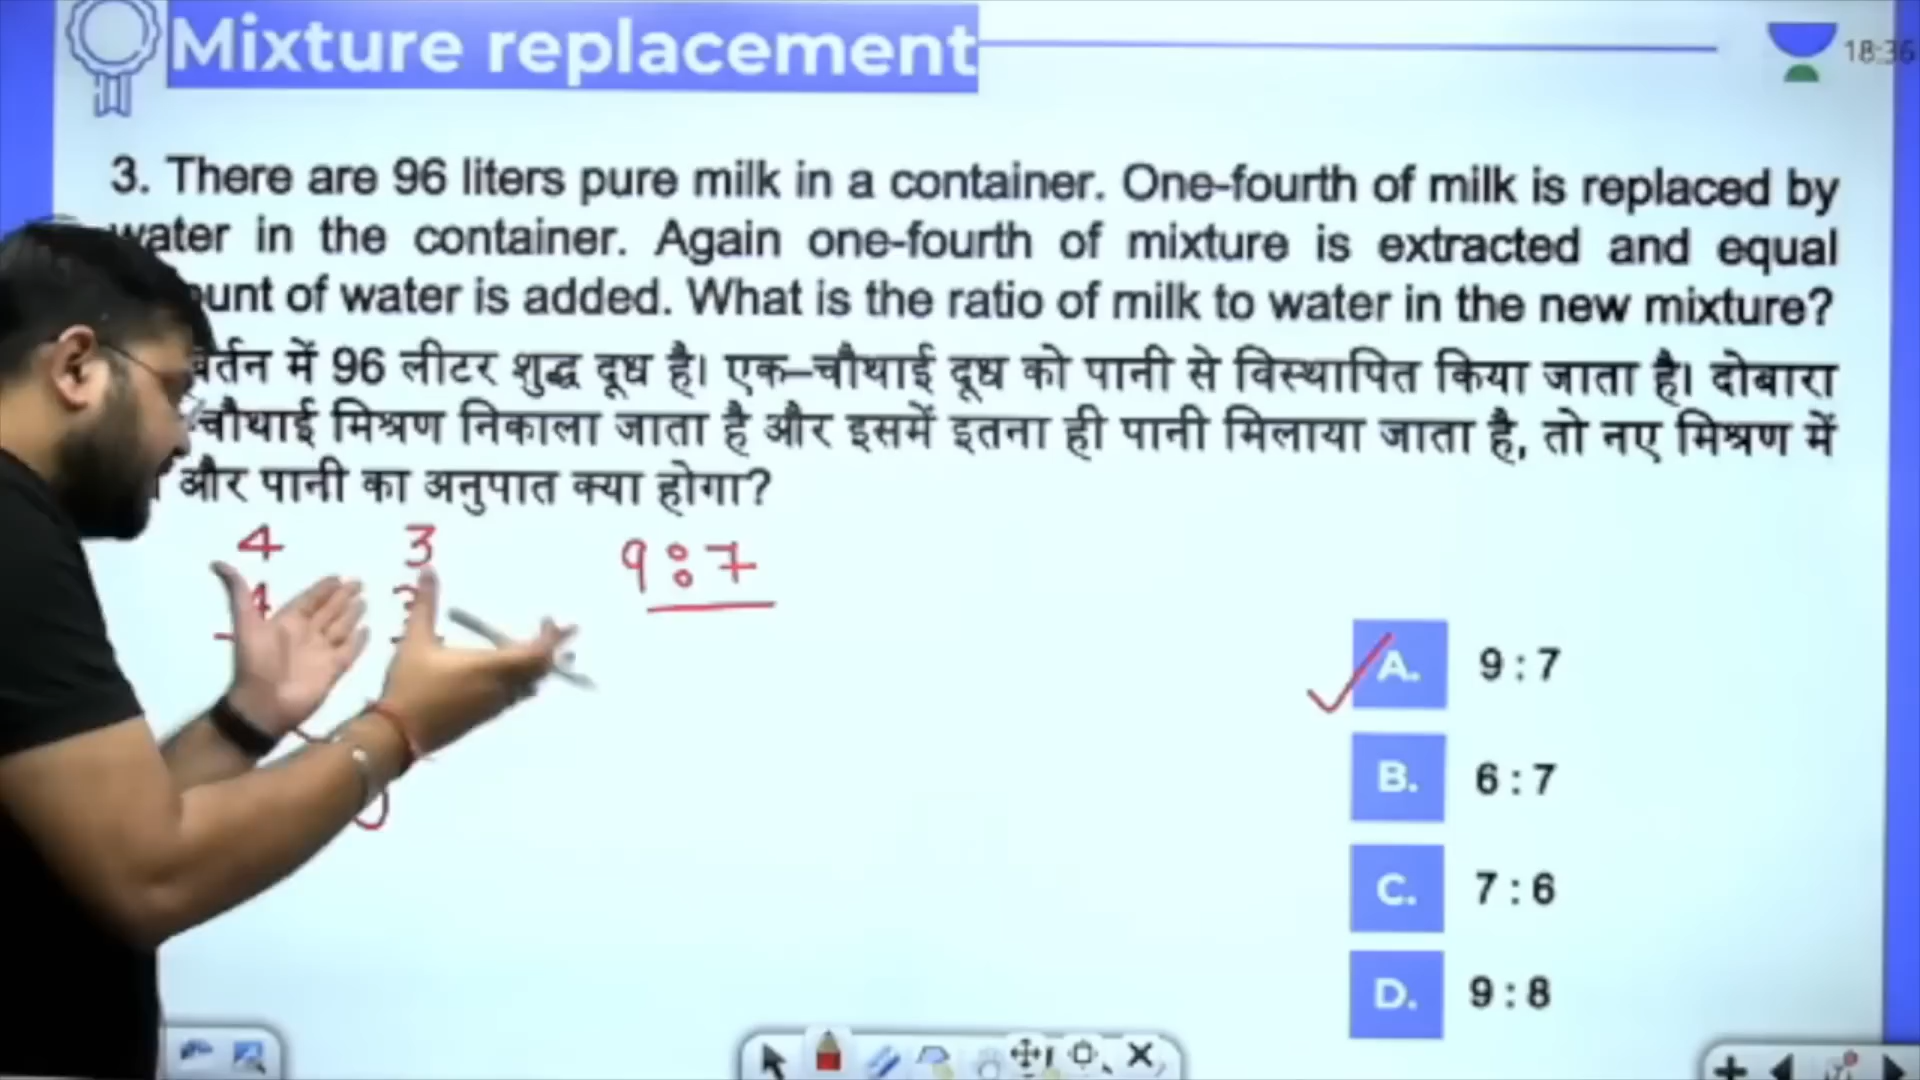 Mixture replacement
18:36
3. There are 96 liters pure milk in a container. One-fourth of milk is replaced by
water in the container. Again one-fourth of mixture is extracted and equal
of water is added. What is the ratio of milk to water in the new mixture?
बर्तन में 96 लीटर शुद्ध दूध है। एक–चौथाई दूध को पानी से विस्थापित किया जाता है। दोबारा
चौथाई मिश्रण निकाला जाता है और इसमें इतना ही पानी मिलाया जाता है, तो नए मिश्रण में
और पानी का अनुपात क्या होगा?
4 3
9:7
4 3
A. 9 : 7
B. 6 : 7
C. 7 : 6
D. 9 : 8